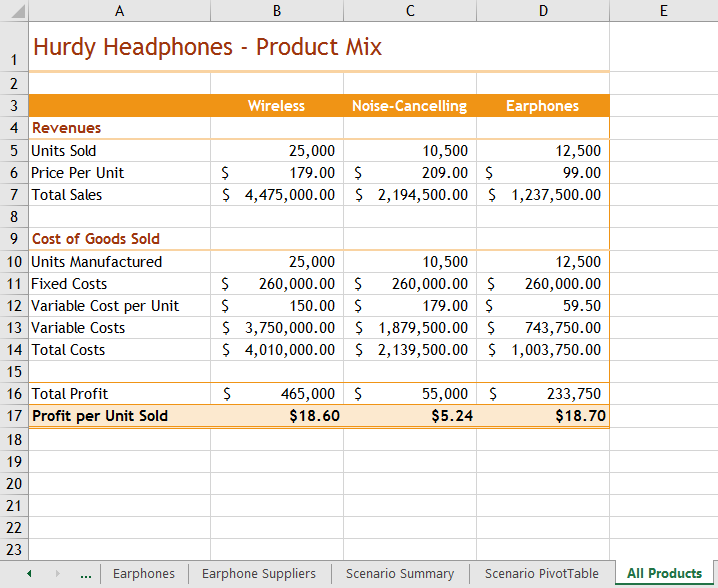 A B C D E
1 Hurdy Headphones - Product Mix
2
3 Wireless Noise-Cancelling Earphones
4 Revenues
5 Units Sold 25,000 10,500 12,500
6 Price Per Unit $ 179.00 $ 209.00 $ 99.00
7 Total Sales $ 4,475,000.00 $ 2,194,500.00 $ 1,237,500.00
8
9 Cost of Goods Sold
10 Units Manufactured 25,000 10,500 12,500
11 Fixed Costs $ 260,000.00 $ 260,000.00 $ 260,000.00
12 Variable Cost per Unit $ 150.00 $ 179.00 $ 59.50
13 Variable Costs $ 3,750,000.00 $ 1,879,500.00 $ 743,750.00
14 Total Costs $ 4,010,000.00 $ 2,139,500.00 $ 1,003,750.00
15
16 Total Profit $ 465,000 $ 55,000 $ 233,750
17 Profit per Unit Sold $18.60 $5.24 $18.70
18
19
20
21
22
23
... Earphones Earphone Suppliers Scenario Summary Scenario PivotTable All Products